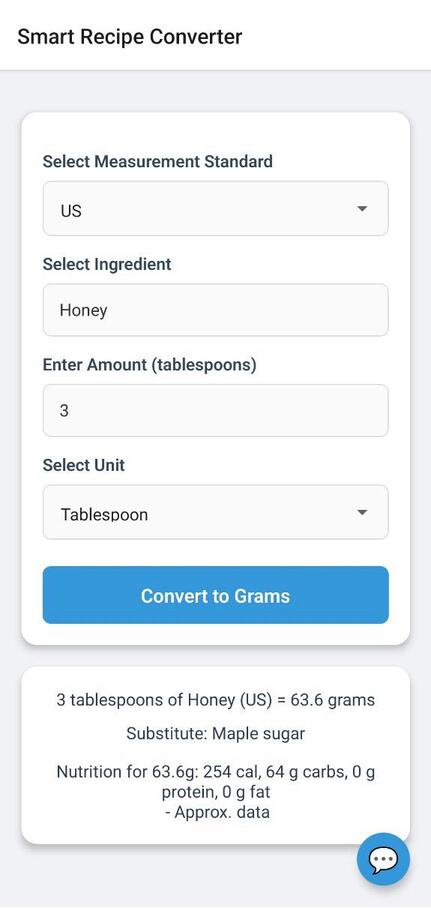 Smart Recipe Converter
Select Measurement Standard
US
Select Ingredient
Honey
Enter Amount (tablespoons)
3
Select Unit
Tablespoon
Convert to Grams
3 tablespoons of Honey (US) = 63.6 grams
Substitute: Maple sugar
Nutrition for 63.6g: 254 cal, 64 g carbs, 0 g
protein, 0 g fat
- Approx. data